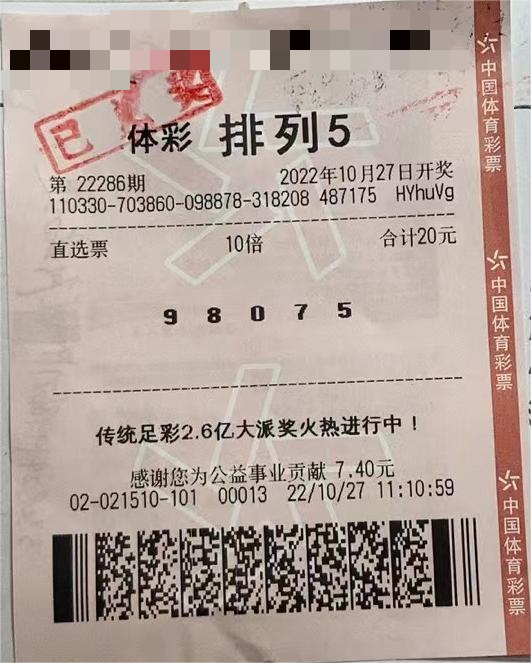 已
体彩 排列5
第 22286期 2022年10月27日开奖
110330-703860-098878-318208 487175 HYhuVg
直选票 10倍 合计20元
9 8 0 7 5
传统足彩2.6亿大派奖火热进行中！
感谢您为公益事业贡献 7.40元
02-021510-101 00013 22/10/27 11:10:59
中国体育彩票
中国体育彩票
中国体育彩票